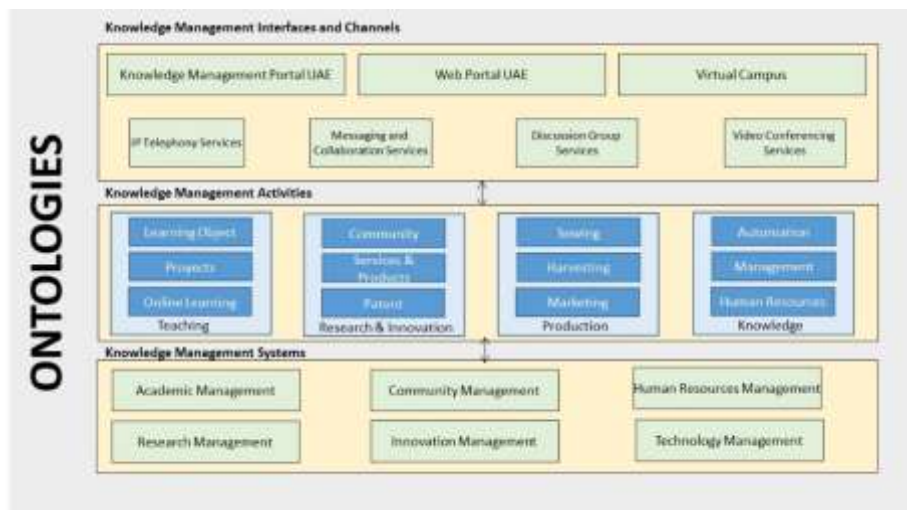 ONTOLOGIES
Knowledge Management Interfaces and Channels
Knowledge Management Portal UAE
Web Portal UAE
Virtual Campus
IP Telephony Services
Messaging and
Collaboration Services
Discussion Group
Services
Video Conferencing
Services
Knowledge Management Activities
Learning Object
Proyects
Online Learning
Teaching
Community
Services &
Products
Patent
Research & Innovation
Sowing
Harvesting
Marketing
Production
Automation
Management
Human Resources
Knowledge
Knowledge Management Systems
Academic Management
Community Management
Human Resources Management
Research Management
Innovation Management
Technology Management